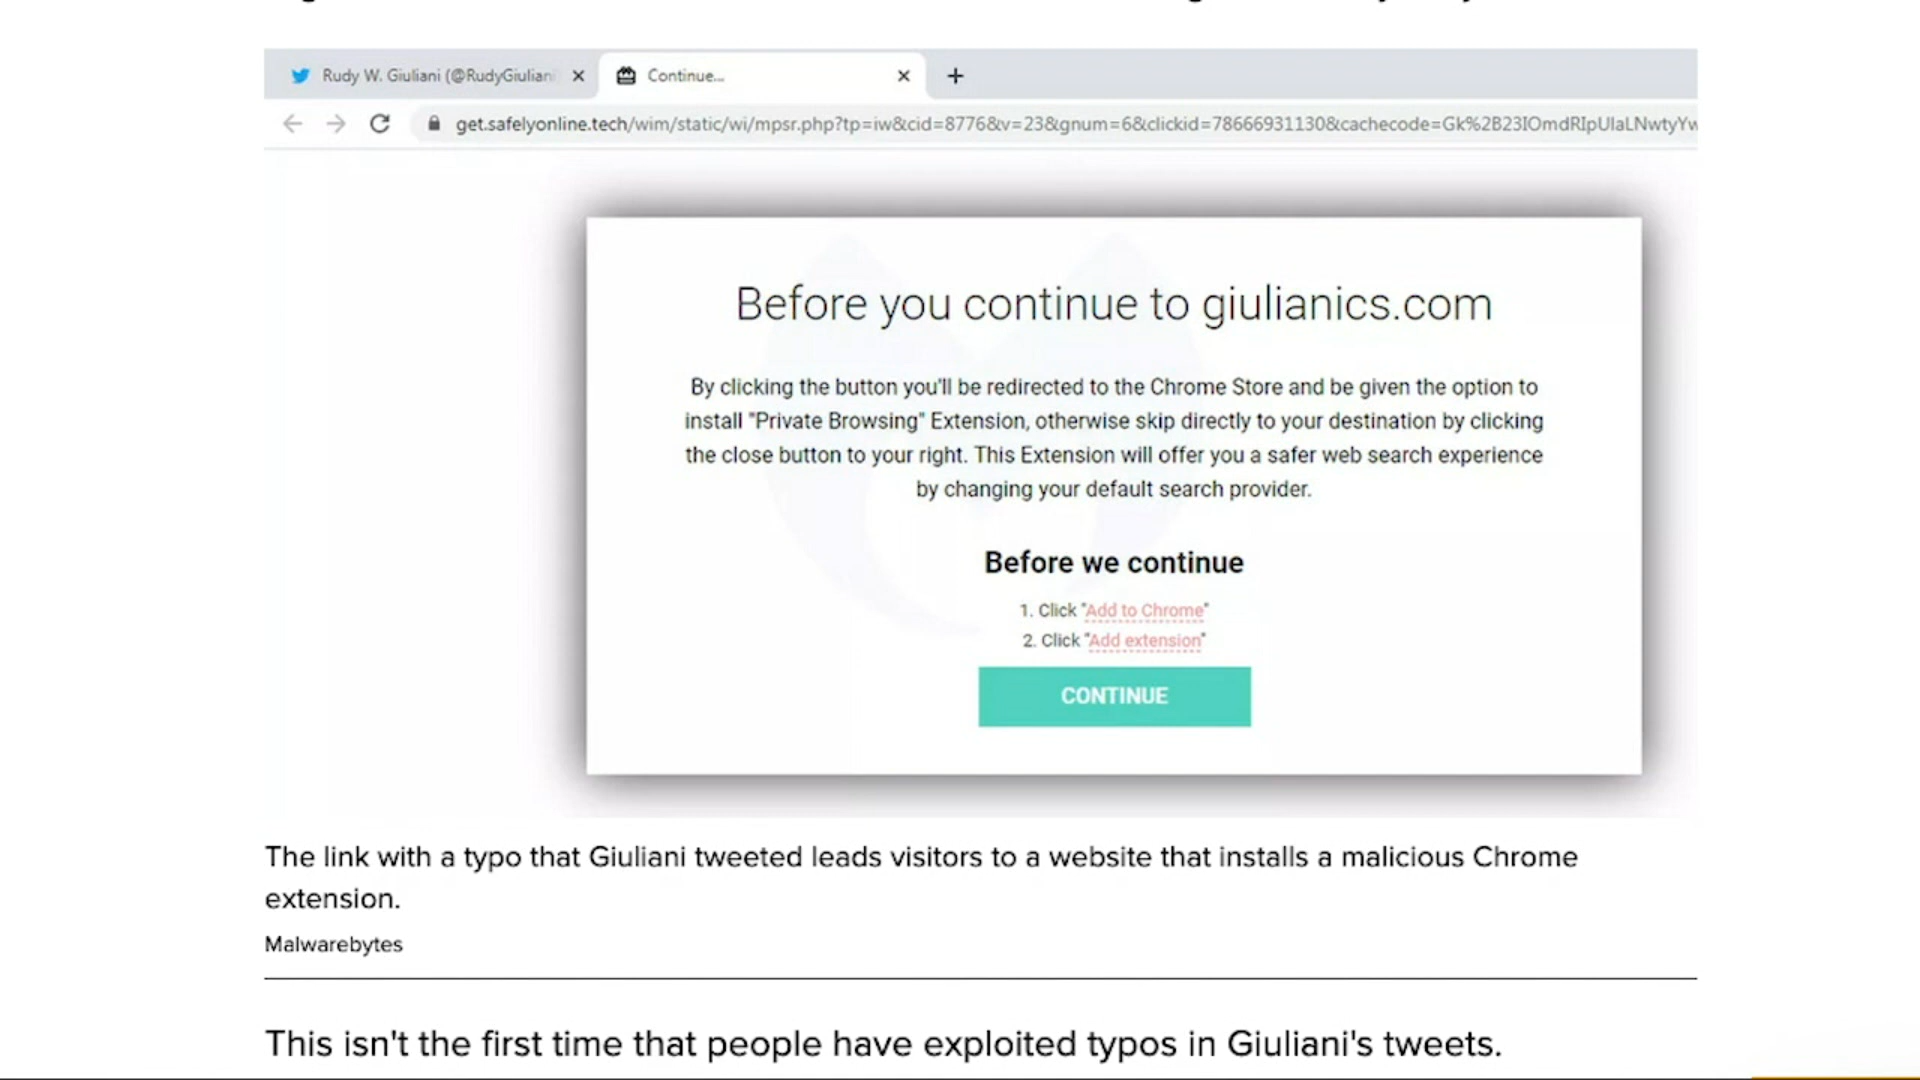 Rudy W. Giuliani (@RudyGiuliani
Continue...
get.safelyonline.tech/wim/static/wi/mpsr.php?tp=iw&cid=8776&v=23&gnum=6&clickid=78666931130&cachecode=Gk%2B23IOmdRIpUlaLNwtyYw
Before you continue to giulianics.com
By clicking the button you'll be redirected to the Chrome Store and be given the option to
install "Private Browsing" Extension, otherwise skip directly to your destination by clicking
the close button to your right. This Extension will offer you a safer web search experience
by changing your default search provider.
Before we continue
1. Click "Add to Chrome"
2. Click "Add extension"
CONTINUE
The link with a typo that Giuliani tweeted leads visitors to a website that installs a malicious Chrome
extension.
Malwarebytes
This isn't the first time that people have exploited typos in Giuliani's tweets.